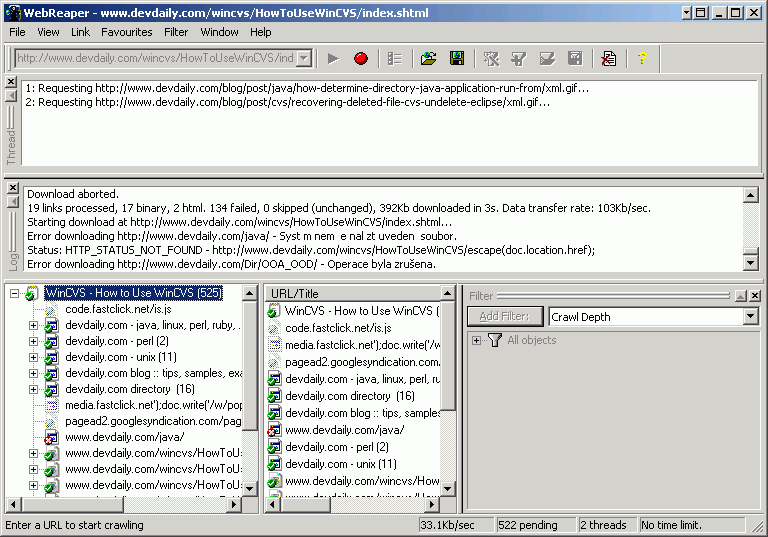 WebReaper - www.devdaily.com/wincvs/HowToUseWinCVS/index.shtml
File View Link Favourites Filter Window
http://www.devdaily.com/wincvs/HowToUseWinCVS/ind
Thread
1: Requesting http://www.devdaily.com/blog/post/java/how-determine-directory-java-application-run-from/xml.gif...
2: Requesting http://www.devdaily.com/blog/post/cvs/recovering-deleted-file-cvs-undelete-eclipse/xml.gif...
Log
Download aborted.
19 links processed, 17 binary, 2 html. 134 failed, 0 skipped (unchanged), 392Kb downloaded in 3s. Data transfer rate: 103Kb/sec.
Starting download at http://www.devdaily.com/wincvs/HowToUseWinCVS/index.shtml...
Error downloading http://www.devdaily.com/java/ - Syst m nem e nal zt uveden soubor.
Status: HTTP_STATUS_NOT_FOUND - http://www.devdaily.com/wincvs/HowToUseWinCVS/escape(doc.location.href);
Error downloading http://www.devdaily.com/Dir/OOA_OOD/ - Operace byla zrušena.
WinCVS - How to Use WinCVS (525)
code.fastclick.net/is.js
devdaily.com - java, linux, perl, ruby, ..
devdaily.com - perl (2)
devdaily.com - unix (11)
devdaily.com blog :: tips, samples, exa
devdaily.com directory (16)
media.fastclick.net');doc.write('/w/pop
pagead2.googlesyndication.com/pag
www.devdaily.com/java/
www.devdaily.com/wincvs/HowToUs
www.devdaily.com/wincvs/HowToUs
www.devdaily.com/wincvs/HowToUs
URL/Title
WinCVS - How to Use WinCVS (
code.fastclick.net/is.js
media.fastclick.net');doc.write('/w
pagead2.googlesyndication.com.
devdaily.com - java, linux, perl, ru
devdaily.com directory (16)
devdaily.com blog :: tips, samples
www.devdaily.com/java/
devdaily.com - perl (2)
devdaily.com - unix (11)
www.devdaily.com/wincvs/How
Filter
Add Filter: Crawl Depth
All objects
Enter a URL to start crawling
33.1Kb/sec 522 pending 2 threads No time limit.